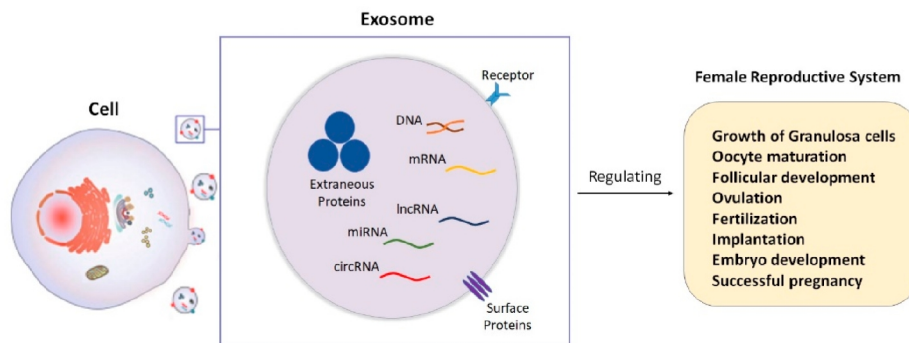 Exosome
Cell
Receptor
DNA
mRNA
Extraneous
Proteins
lncRNA
miRNA
circRNA
Surface
Proteins
Regulating
Female Reproductive System
Growth of Granulosa cells
Oocyte maturation
Follicular development
Ovulation
Fertilization
Implantation
Embryo development
Successful pregnancy